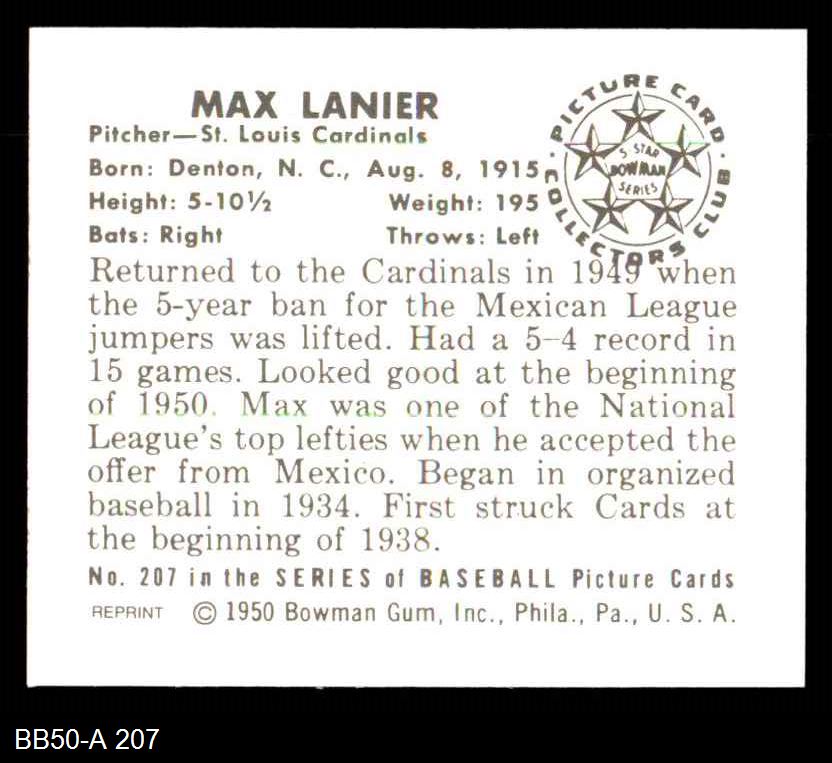 MAX LANIER
Pitcher—St. Louis Cardinals
Born: Denton, N. C., Aug. 8, 1915
Height: 5-10½ Weight: 195
Bats: Right Throws: Left
PICTURE CARD
COLLECTORS CLUB
5 STAR
BOWMAN
SERIES
Returned to the Cardinals in 1949 when
the 5-year ban for the Mexican League
jumpers was lifted. Had a 5–4 record in
15 games. Looked good at the beginning
of 1950. Max was one of the National
League's top lefties when he accepted the
offer from Mexico. Began in organized
baseball in 1934. First struck Cards at
the beginning of 1938.
No. 207 in the SERIES of BASEBALL Picture Cards
REPRINT © 1950 Bowman Gum, Inc., Phila., Pa., U. S. A.
BB50-A 207